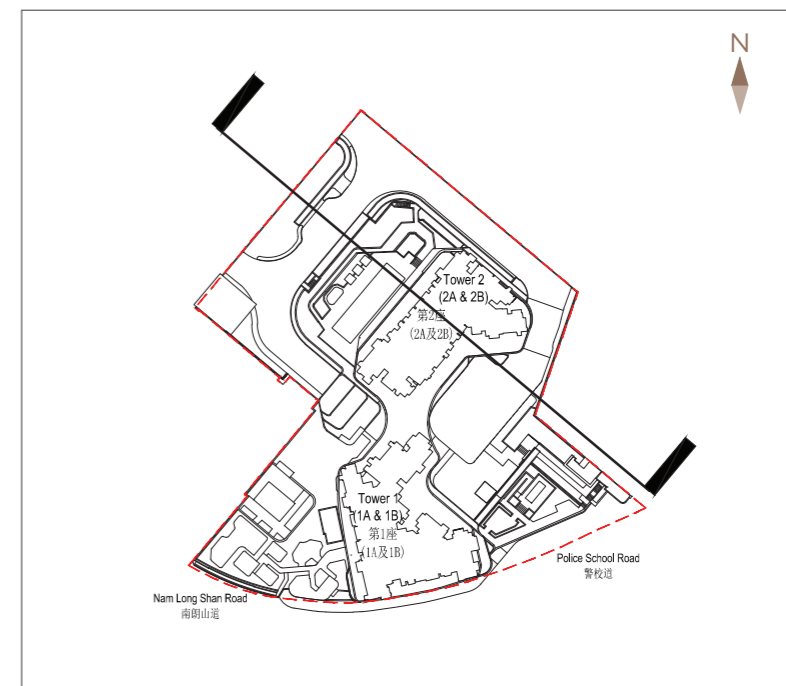 N
Tower 2
(2A & 2B)
第2座
(2A及2B)
Tower 1
(1A & 1B)
第1座
(1A及1B)
Police School Road
警校道
Nam Long Shan Road
南朗山道